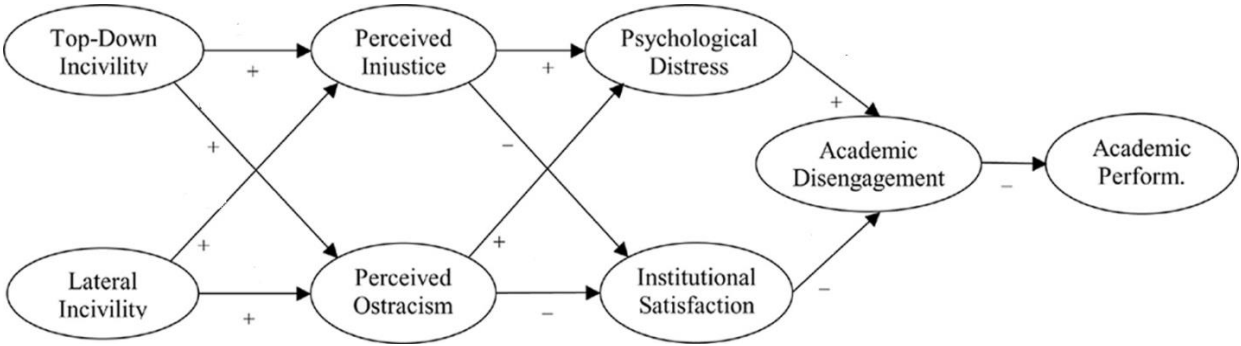 Top-Down
Incivility
Perceived
Injustice
Psychological
Distress
+
+
+
+
−
Academic
Disengagement
Academic
Perform.
−
+
+
Lateral
Incivility
Perceived
Ostracism
Institutional
Satisfaction
−
+
−